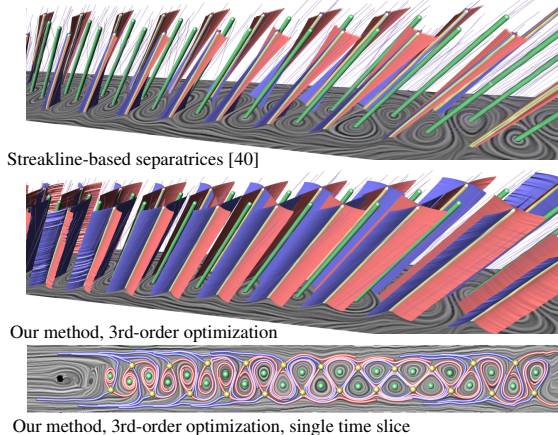 Streakline-based separatrices [40]
Our method, 3rd-order optimization
Our method, 3rd-order optimization, single time slice